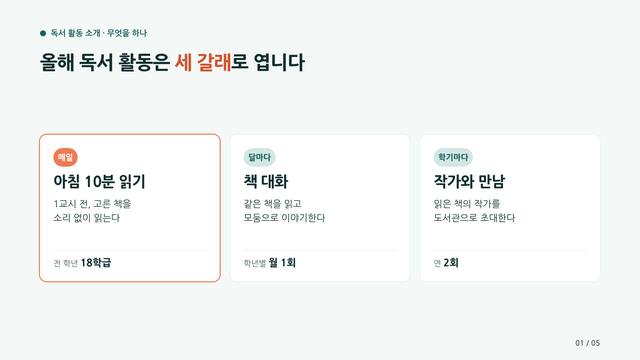 독서 활동 소개 · 무엇을 하나
올해 독서 활동은 세 갈래로 엽니다
매일
아침 10분 읽기
1교시 전, 고른 책을
소리 없이 읽는다
전 학년 18학급
달마다
책 대화
같은 책을 읽고
모둠으로 이야기한다
학년별 월 1회
학기마다
작가와 만남
읽은 책의 작가를
도서관으로 초대한다
연 2회
01 / 05